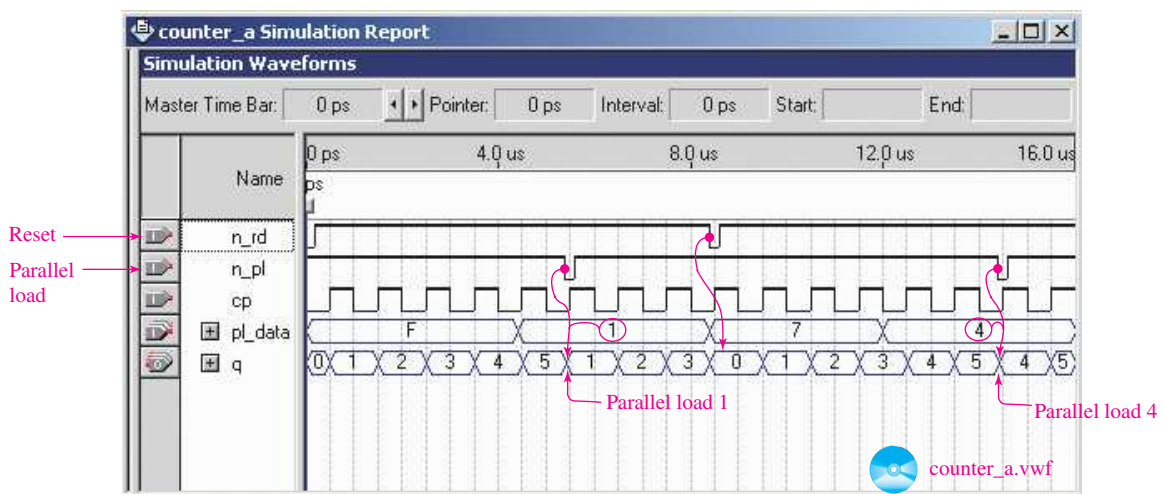 counter_a Simulation Report
Simulation Waveforms
Master Time Bar: 0 ps Pointer: 0 ps Interval: 0 ps Start: End:
Name
0 ps 4.0 us 8.0 us 12.0 us 16.0 us
ps
Reset n_rd
Parallel load n_pl
cp
pl_data F 1 7 4
q 0 1 2 3 4 5 1 2 3 0 1 2 3 4 5 4 5
Parallel load 1
Parallel load 4
counter_a.vwf